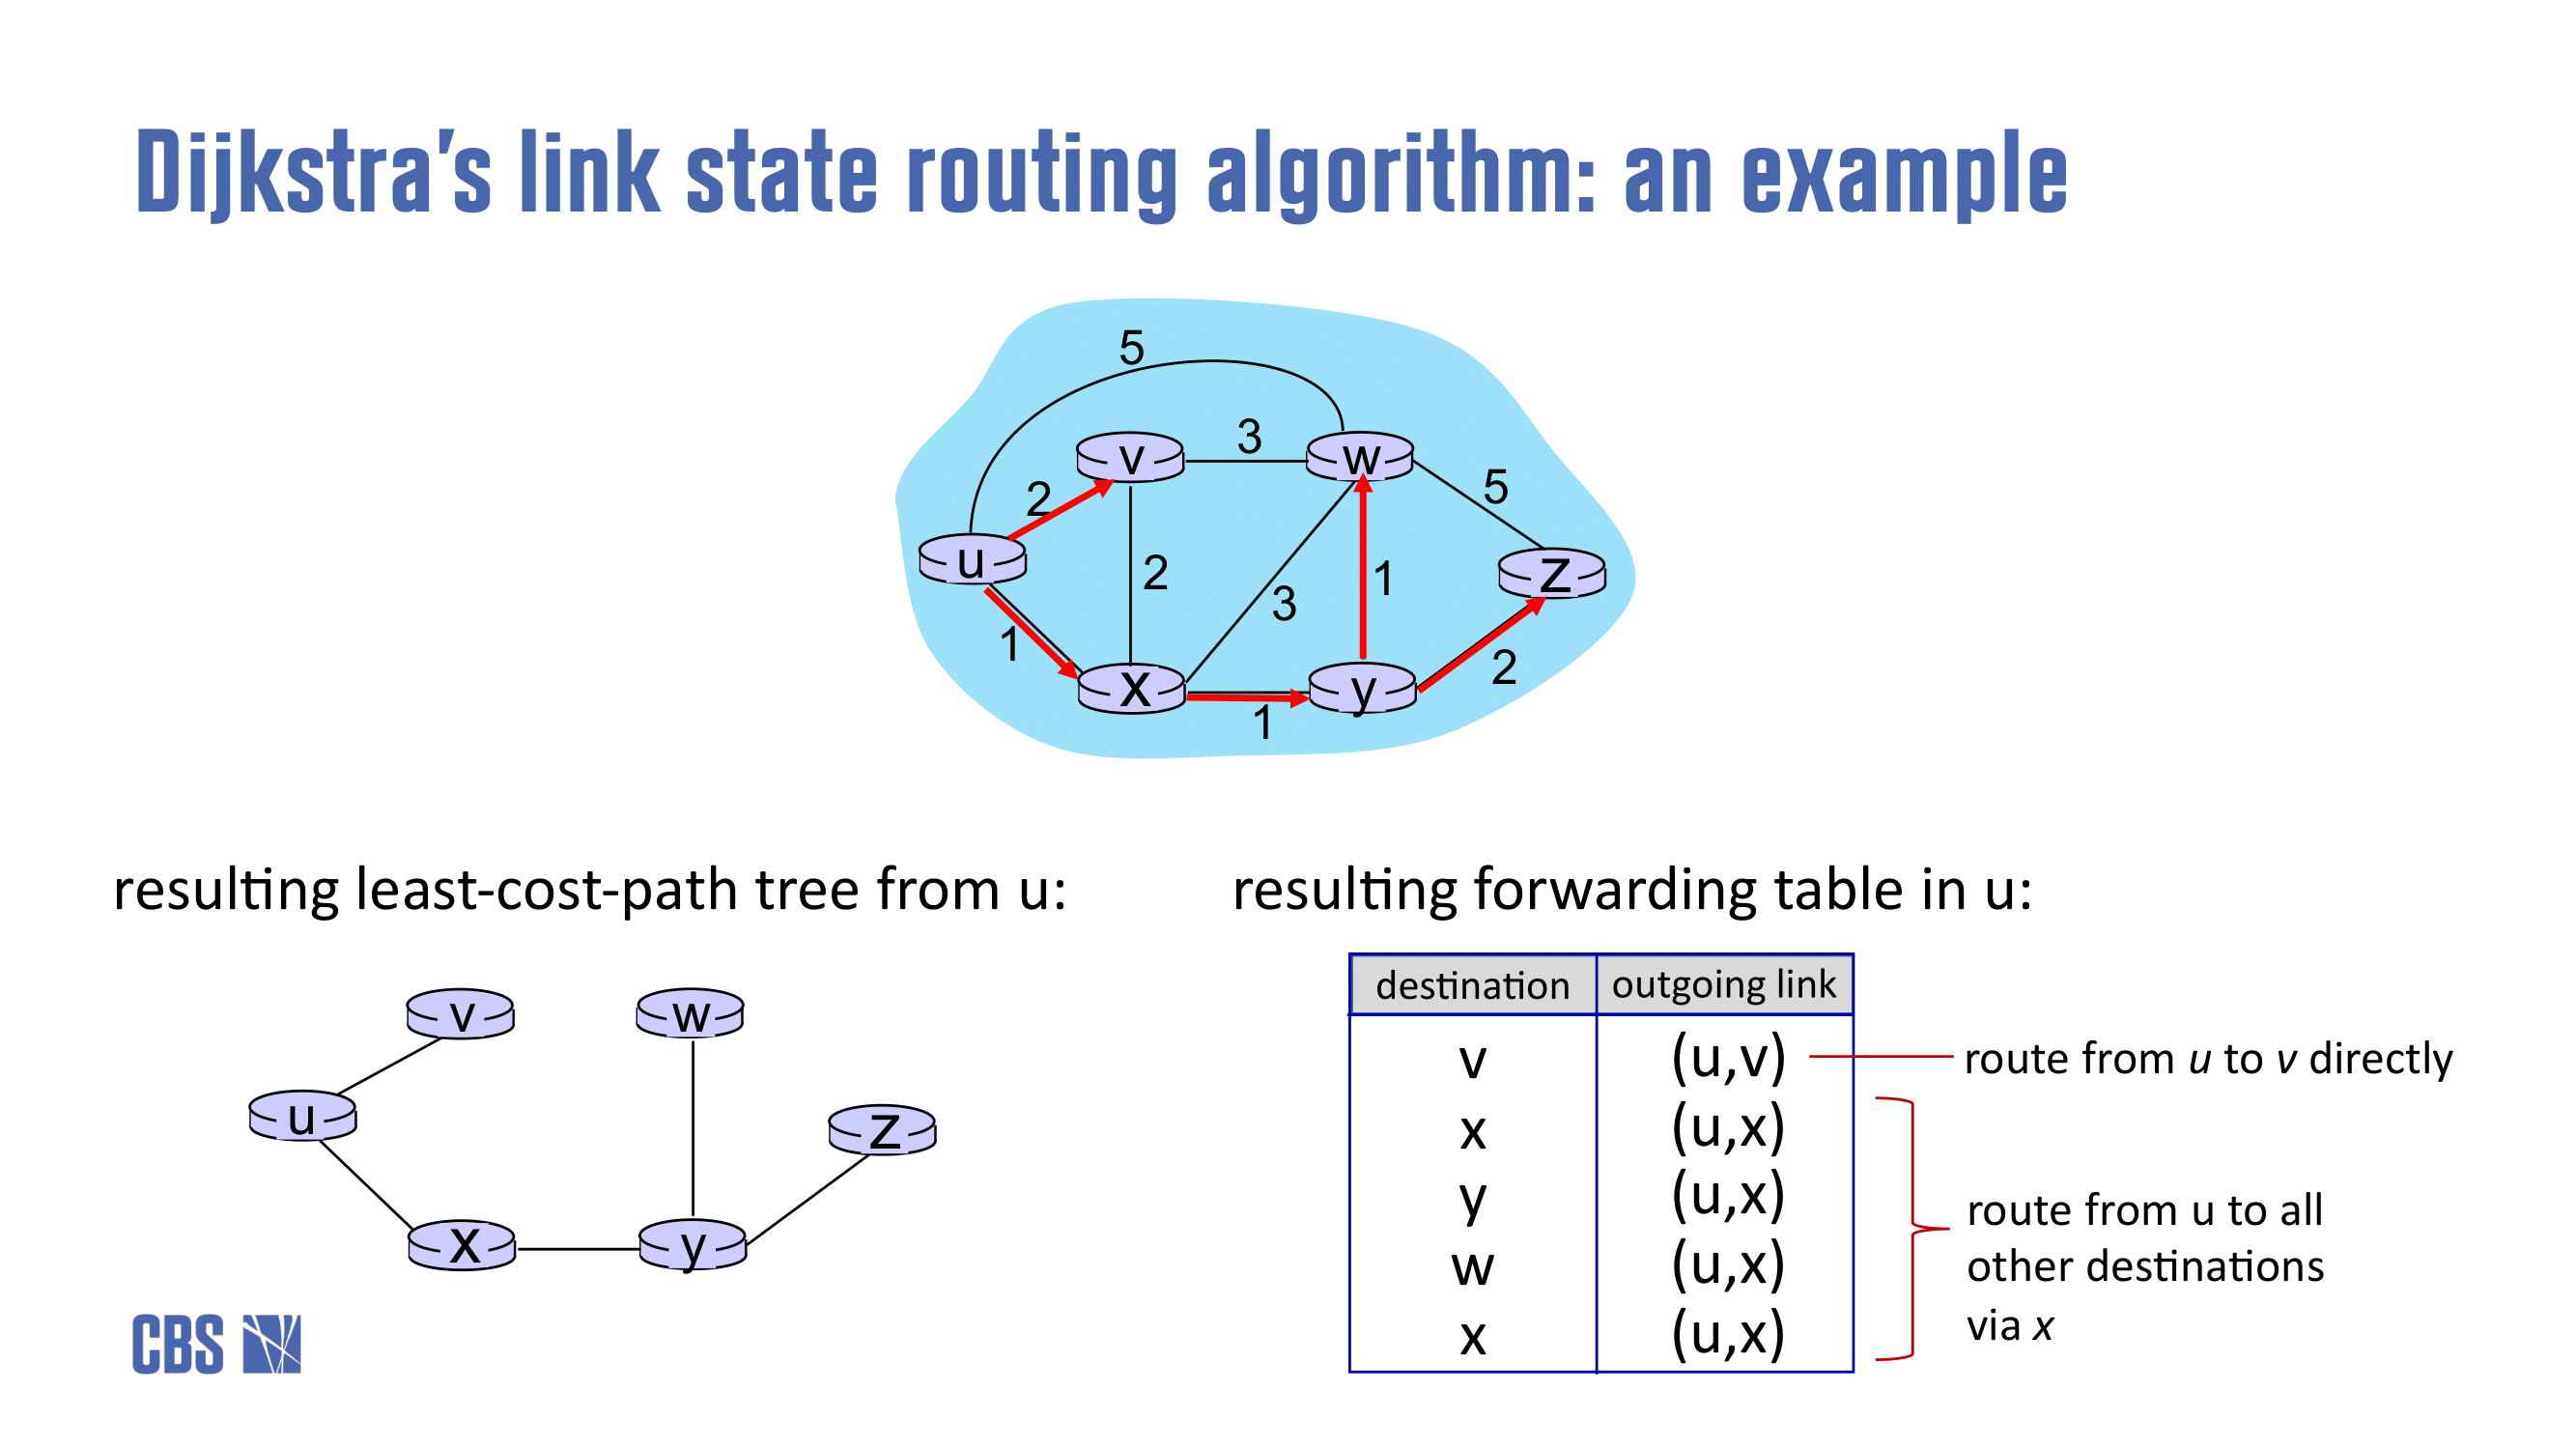 Dijkstra’s link state routing algorithm: an example
5
3
v
w
5
2
u
2
3
1
z
1
x
y
2
1
resulting least-cost-path tree from u:
v
w
u
z
x
y
resulting forwarding table in u:
destination outgoing link
v (u,v) route from u to v directly
x (u,x)
y (u,x)
w (u,x)
x (u,x)
route from u to all
other destinations
via x
CBS